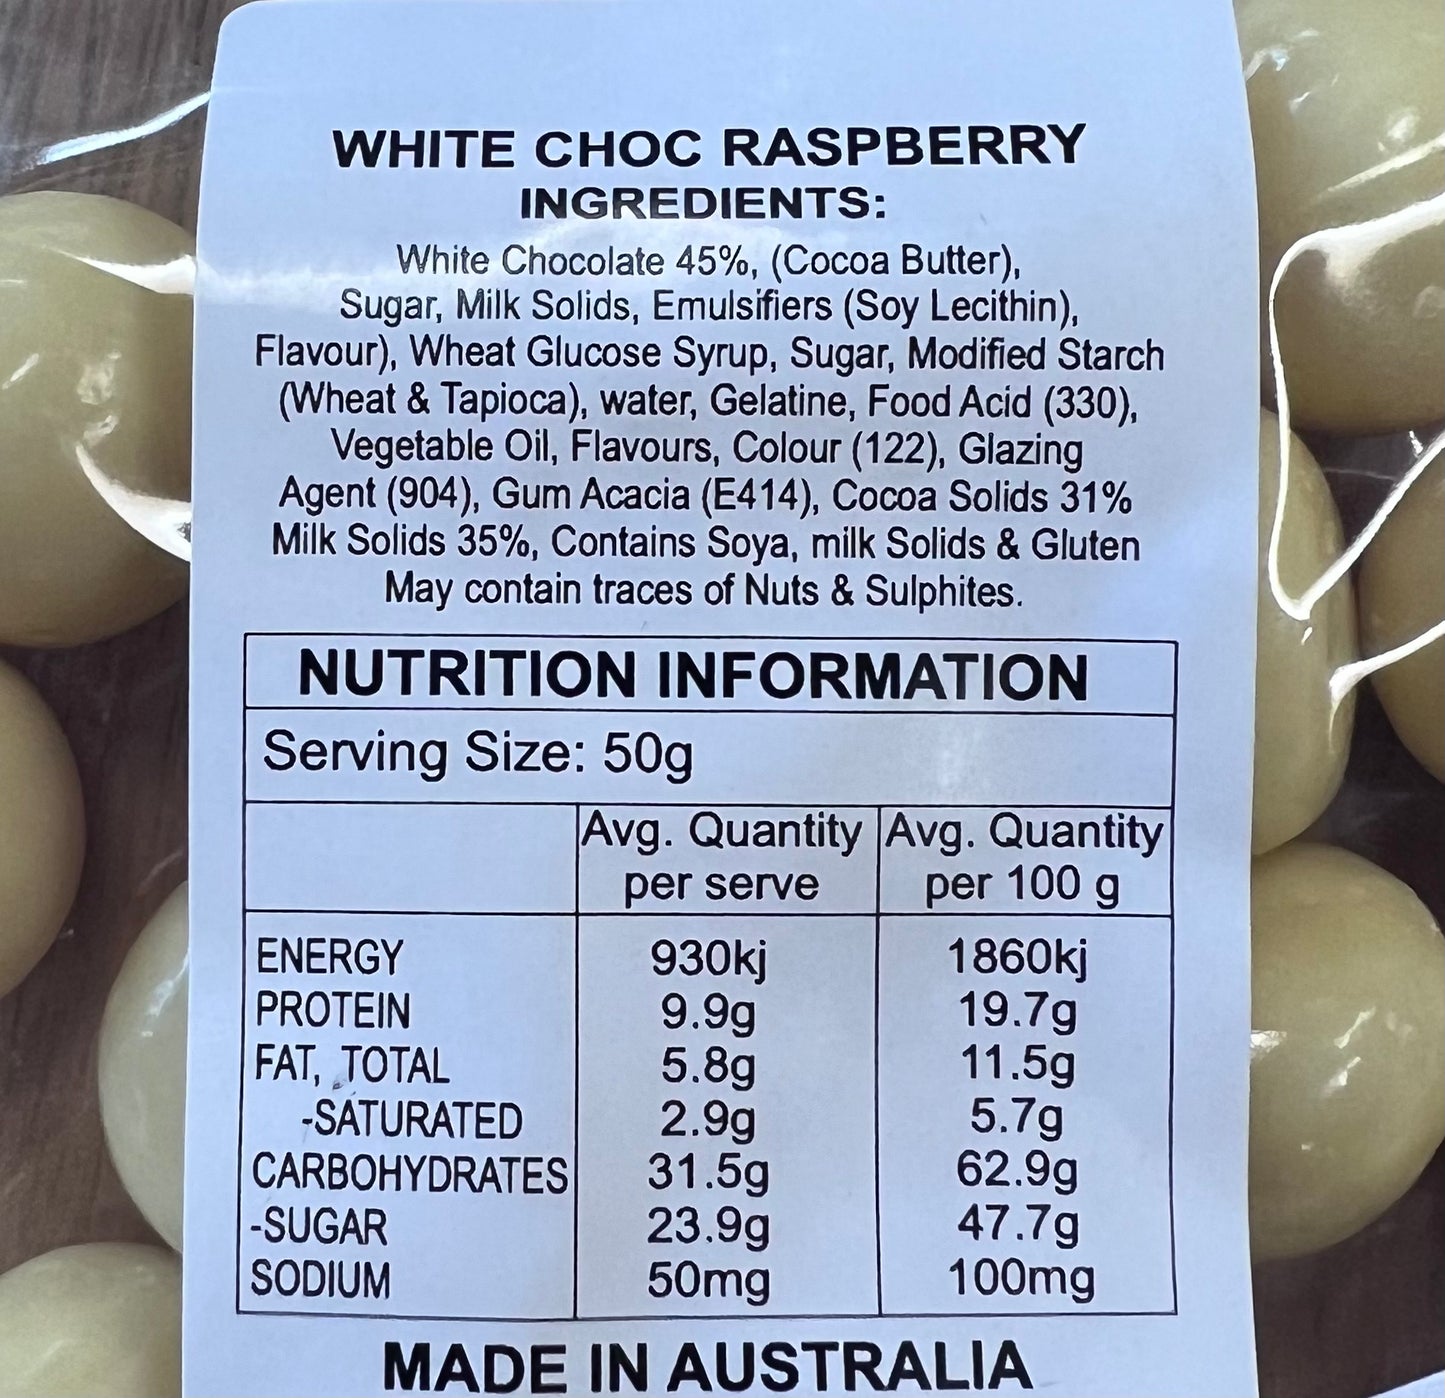 WHITE CHOC RASPBERRY
INGREDIENTS:
White Chocolate 45%, (Cocoa Butter),
Sugar, Milk Solids, Emulsifiers (Soy Lecithin),
Flavour), Wheat Glucose Syrup, Sugar, Modified Starch
(Wheat & Tapioca), water, Gelatine, Food Acid (330),
Vegetable Oil, Flavours, Colour (122), Glazing
Agent (904), Gum Acacia (E414), Cocoa Solids 31%
Milk Solids 35%, Contains Soya, milk Solids & Gluten
May contain traces of Nuts & Sulphites.
NUTRITION INFORMATION
Serving Size: 50g
Avg. Quantity Avg. Quantity
per serve per 100 g
ENERGY 930kj 1860kj
PROTEIN 9.9g 19.7g
FAT, TOTAL 5.8g 11.5g
-SATURATED 2.9g 5.7g
CARBOHYDRATES 31.5g 62.9g
-SUGAR 23.9g 47.7g
SODIUM 50mg 100mg
MADE IN AUSTRALIA